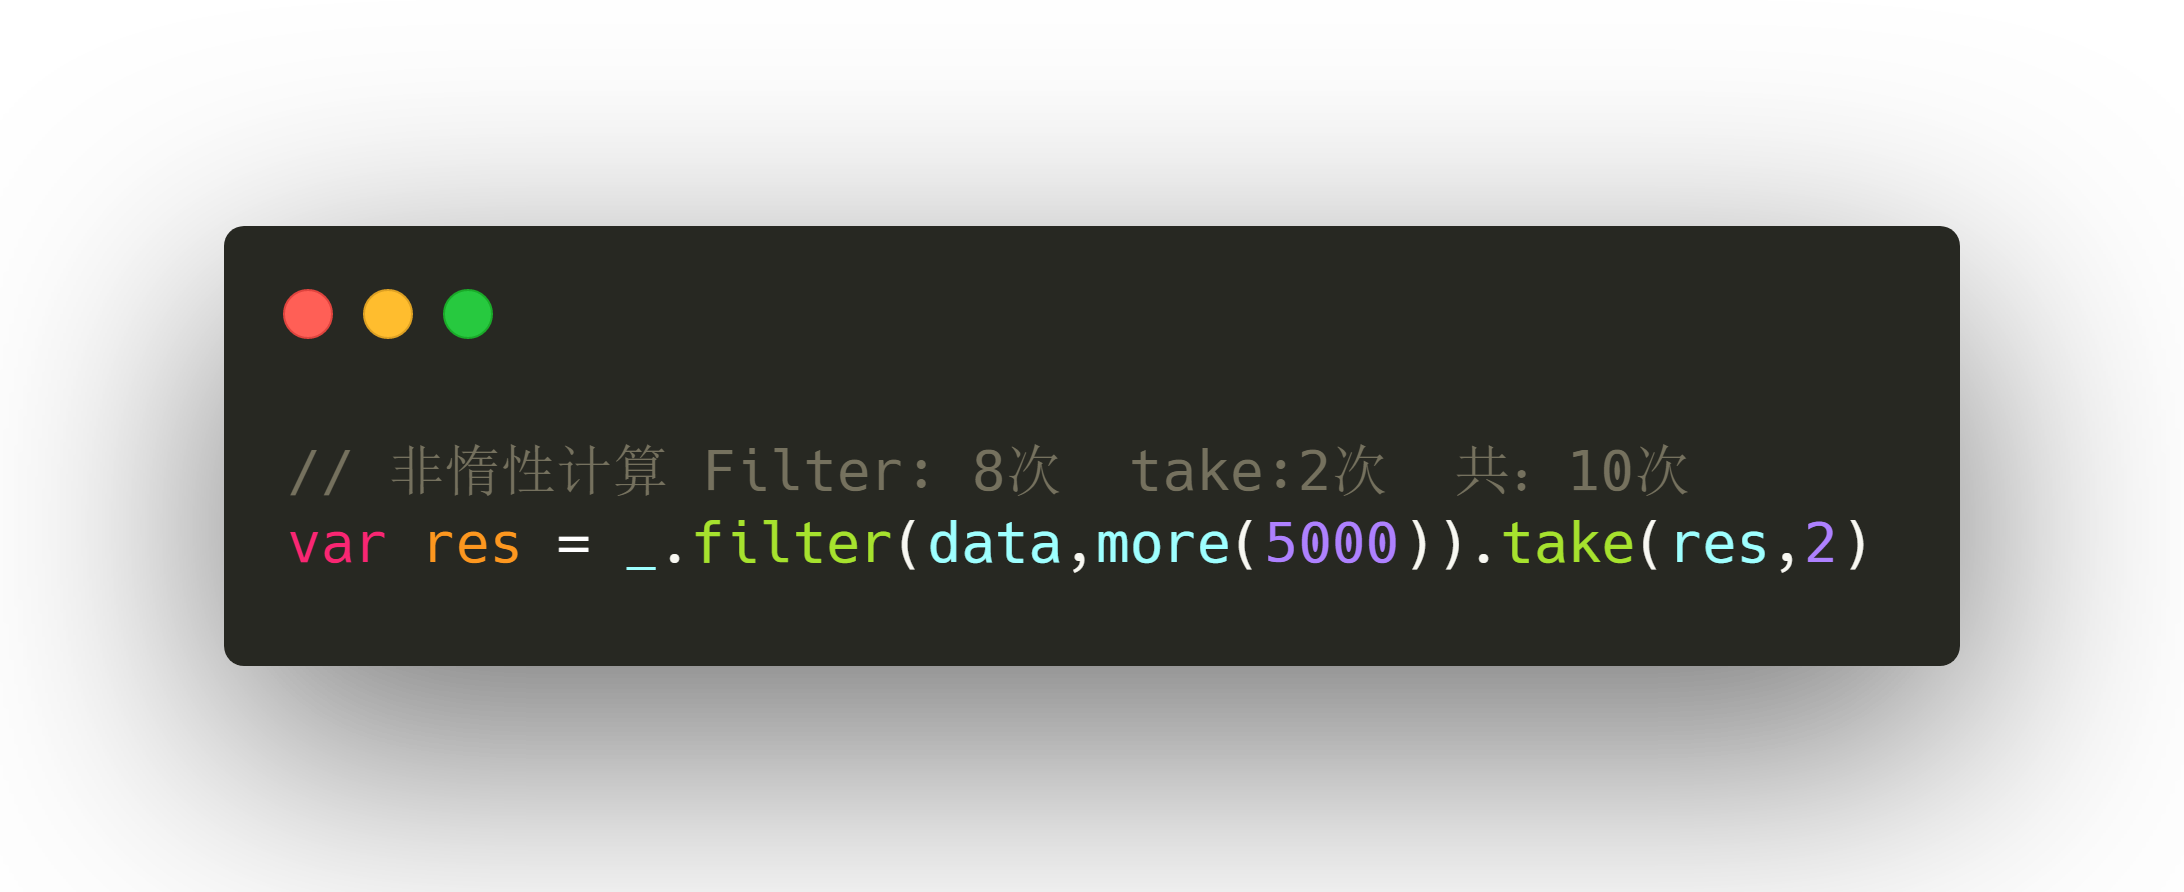 // 非惰性计算 Filter: 8次  take:2次  共：10次
var res = _.filter(data,more(5000)).take(res,2)